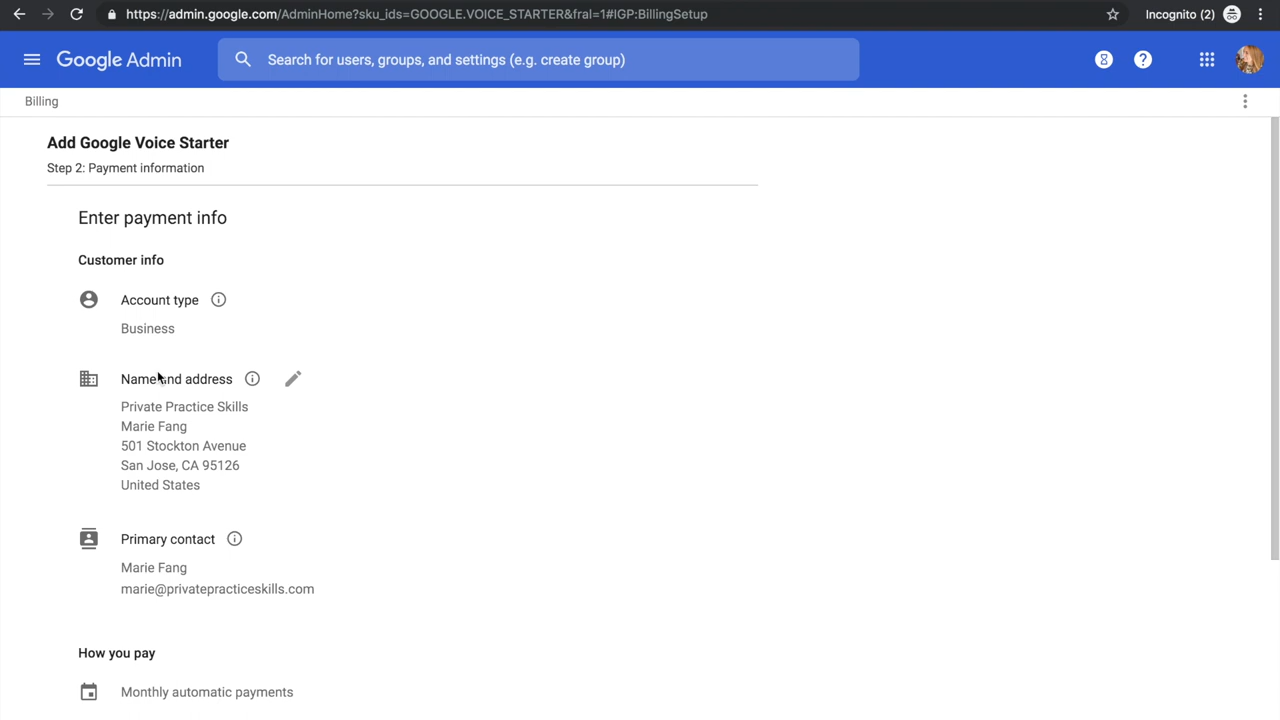 https://admin.google.com/AdminHome?sku_ids=GOOGLE.VOICE_STARTER&fral=1#IGP:BillingSetup
Incognito (2)
Google Admin
Search for users, groups, and settings (e.g. create group)
Billing
Add Google Voice Starter
Step 2: Payment information
Enter payment info
Customer info
Account type
Business
Name and address
Private Practice Skills
Marie Fang
501 Stockton Avenue
San Jose, CA 95126
United States
Primary contact
Marie Fang
marie@privatepracticeskills.com
How you pay
Monthly automatic payments